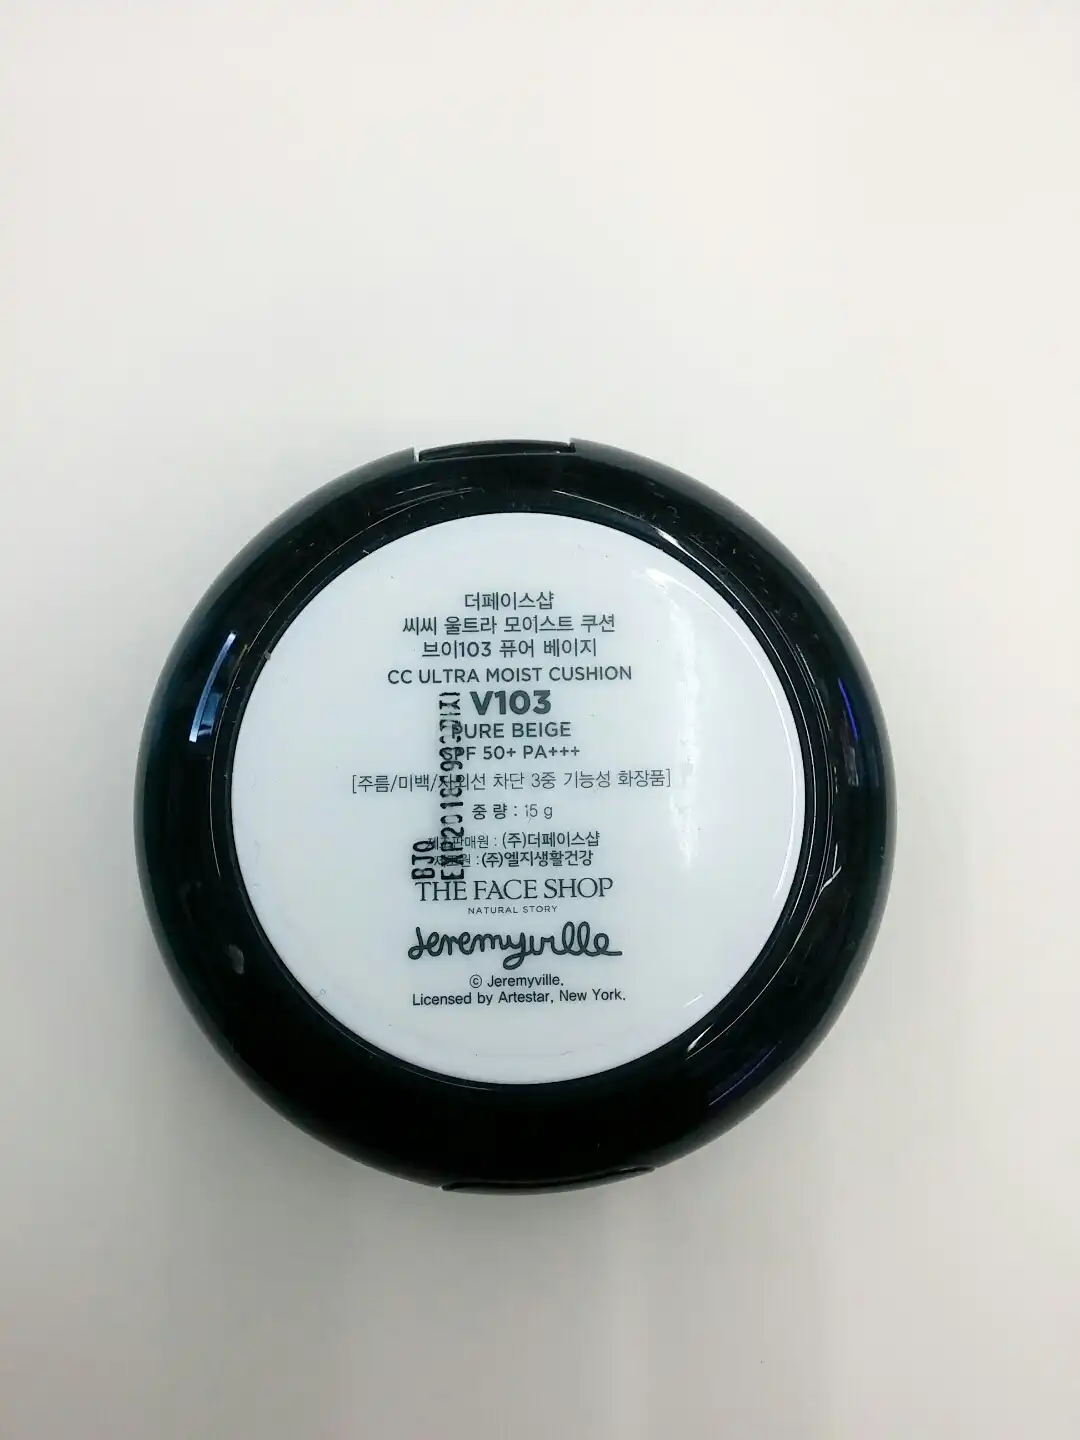 더페이스샵
씨씨 울트라 모이스트 쿠션
브이103 퓨어 베이지
CC ULTRA MOIST CUSHION
V103
PURE BEIGE
SPF 50+ PA+++
[주름/미백/자외선 차단 3중 기능성 화장품]
중 량 : 15 g
제조판매원 : (주)더페이스샵
(주)엘지생활건강
THE FACE SHOP
NATURAL STORY
Jeremyville
© Jeremyville.
Licensed by Artestar, New York.
BJO